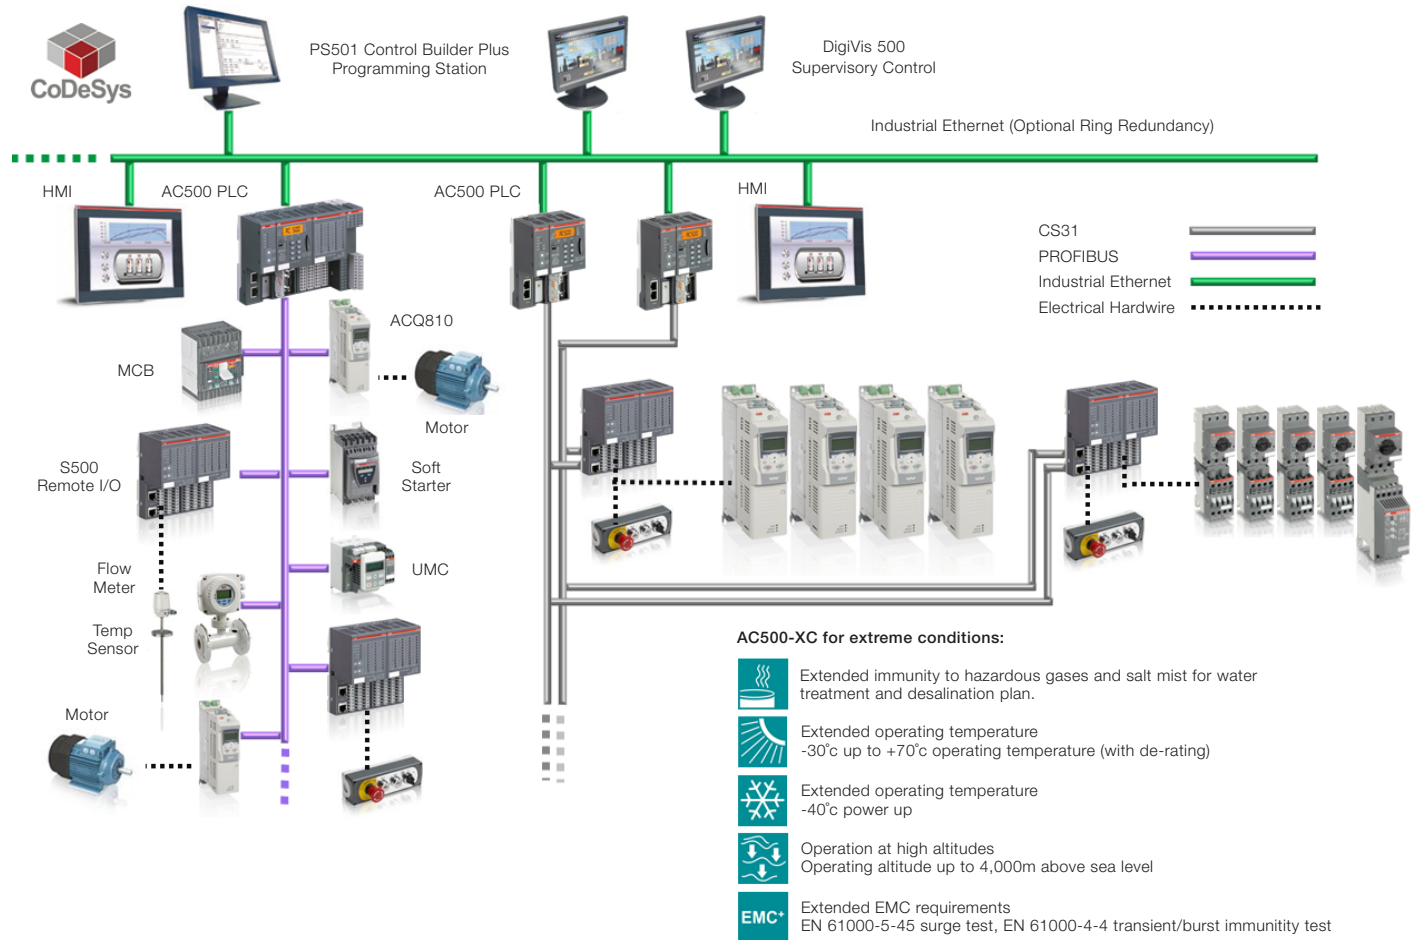 CoDeSys
PS501 Control Builder Plus
Programming Station
DigiVis 500
Supervisory Control
Industrial Ethernet (Optional Ring Redundancy)
HMI
AC500 PLC
AC500 PLC
HMI
CS31
PROFIBUS
Industrial Ethernet
Electrical Hardwire
ACQ810
MCB
Motor
S500
Remote I/O
Soft
Starter
Flow
Meter
UMC
Temp
Sensor
Motor
AC500-XC for extreme conditions:
Extended immunity to hazardous gases and salt mist for water
treatment and desalination plan.
Extended operating temperature
-30˚c up to +70˚c operating temperature (with de-rating)
Extended operating temperature
-40˚c power up
Operation at high altitudes
Operating altitude up to 4,000m above sea level
EMC+
Extended EMC requirements
EN 61000-5-45 surge test, EN 61000-4-4 transient/burst immunitity test